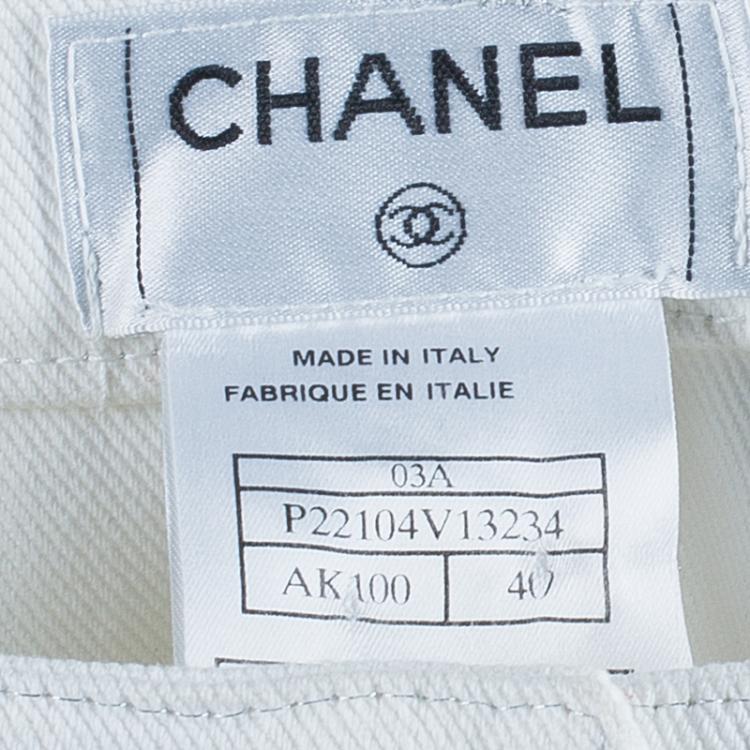 CHANEL
MADE IN ITALY
FABRIQUE EN ITALIE
03A
P22104V13234
AK100 40